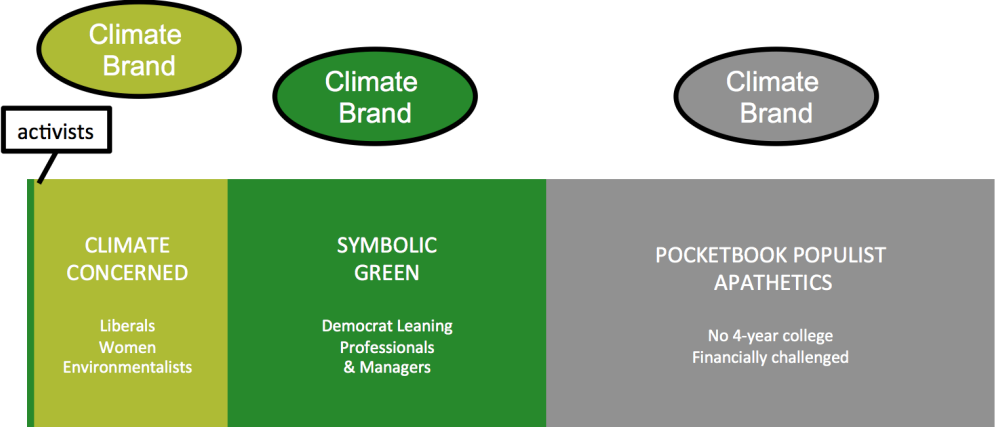 Climate
Brand
Climate
Brand
Climate
Brand
activists
CLIMATE
CONCERNED
Liberals
Women
Environmentalists
SYMBOLIC
GREEN
Democrat Leaning
Professionals
& Managers
POCKETBOOK POPULIST
APATHETICS
No 4-year college
Financially challenged